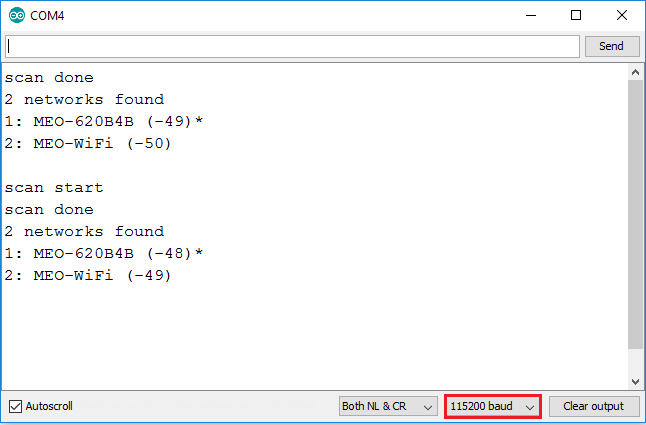 COM4
Send
scan done
2 networks found
1: MEO-620B4B (-49)*
2: MEO-WiFi (-50)
scan start
scan done
2 networks found
1: MEO-620B4B (-48)*
2: MEO-WiFi (-49)
Autoscroll
Both NL & CR
115200 baud
Clear output